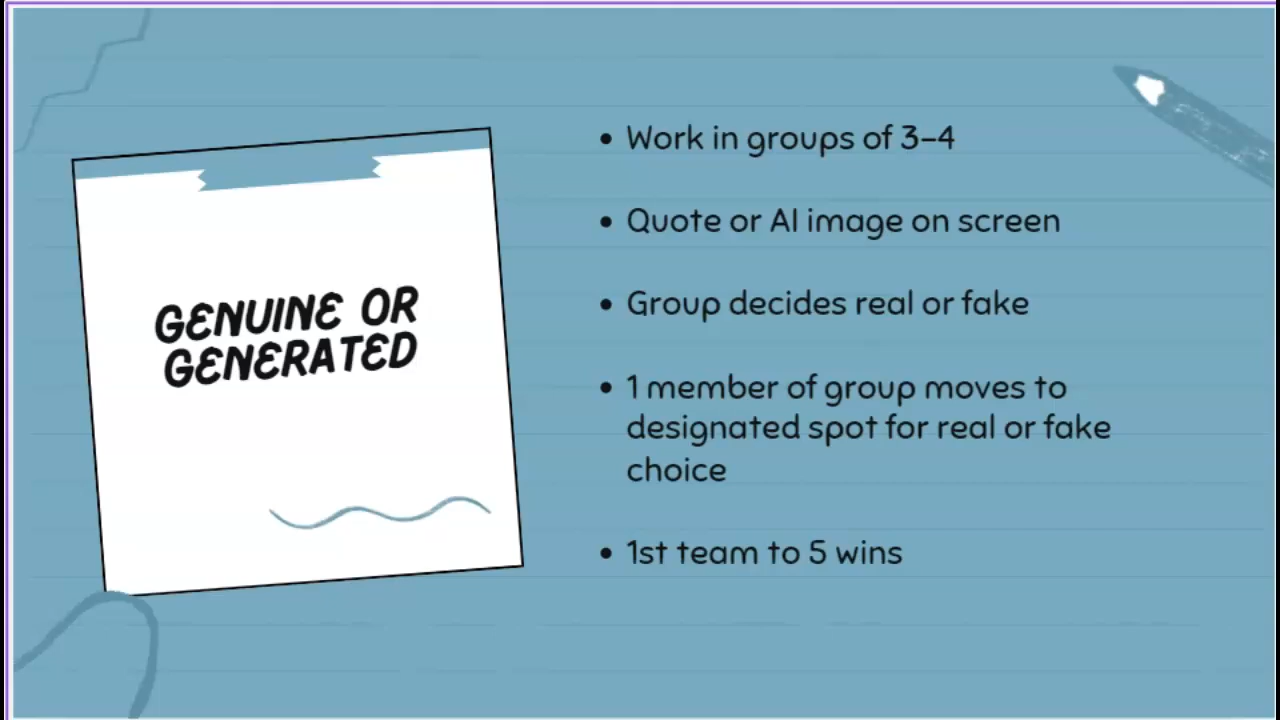 GENUINE OR
GENERATED
• Work in groups of 3-4
• Quote or AI image on screen
• Group decides real or fake
• 1 member of group moves to
designated spot for real or fake
choice
• 1st team to 5 wins